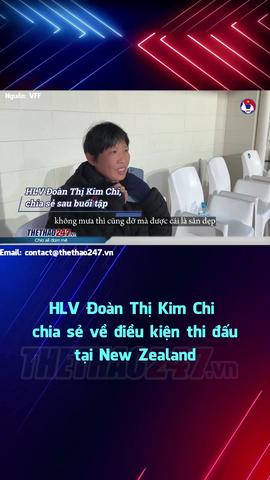 Nguồn: VFF
HLV Đoàn Thị Kim Chi,
chia sẻ sau buổi tập
không mưa thì cũng đỡ mà được cái là sân đẹp
THETHAO247.vn
Chia sẻ đam mê
Email: contact@thethao247.vn
HLV Đoàn Thị Kim Chi
chia sẻ về điều kiện thi đấu
tại New Zealand
THETHAO247.vn